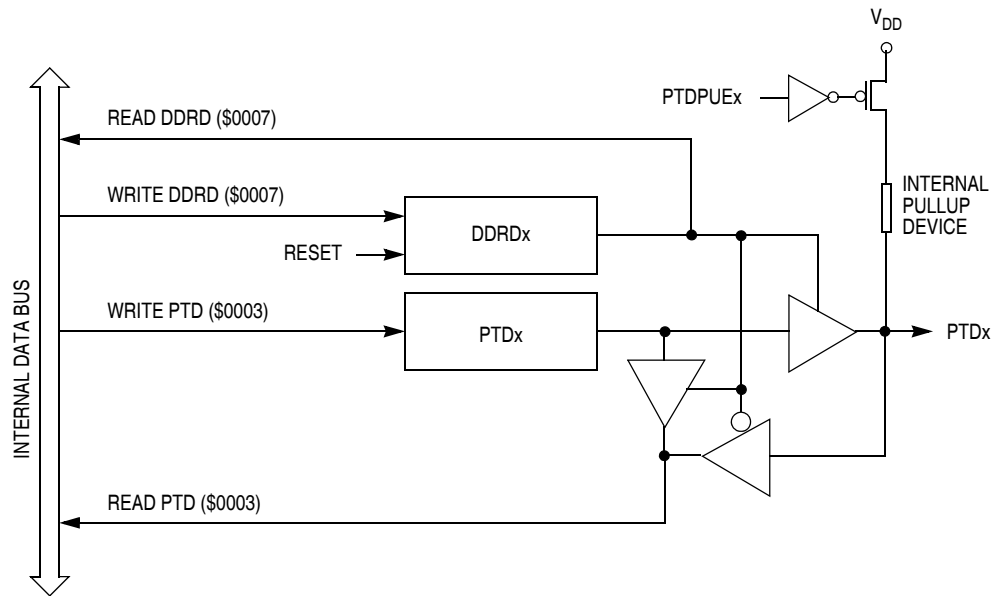 VDD
PTDPUEx
READ DDRD ($0007)
INTERNAL
PULLUP
DEVICE
WRITE DDRD ($0007)
DDRDx
RESET
WRITE PTD ($0003)
PTDx
PTDx
INTERNAL DATA BUS
READ PTD ($0003)